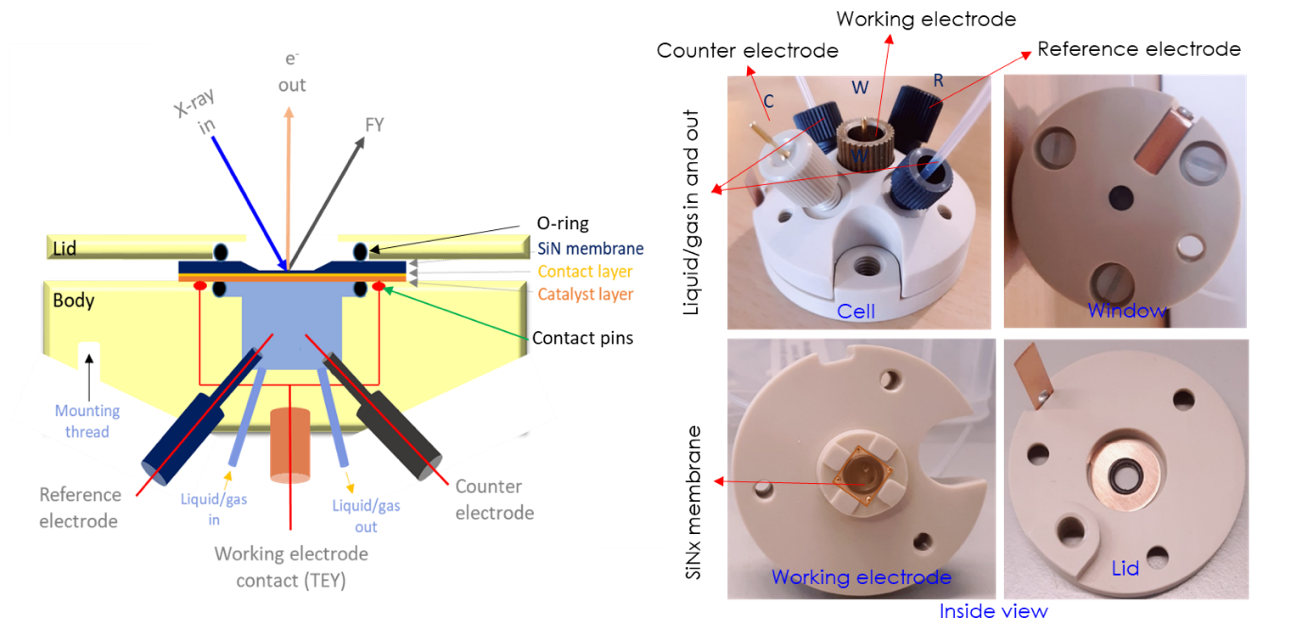 e-
out
X-ray
in
FY
Lid
O-ring
SiN membrane
Contact layer
Catalyst layer
Body
Contact pins
Mounting
thread
Reference
electrode
Liquid/gas
in
Liquid/gas
out
Counter
electrode
Working electrode
contact (TEY)
Working electrode
Counter electrode
Reference electrode
C
W
R
W
Liquid/gas in and out
Cell
Window
SiNx membrane
Working electrode
Lid
Inside view